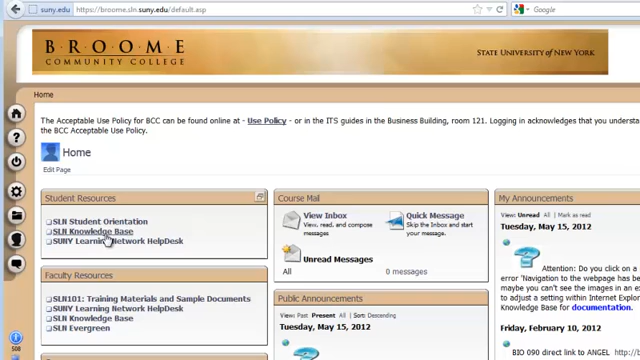 suny.edu https://broome.sln.suny.edu/default.asp Google
BROOME
COMMUNITY COLLEGE
STATE UNIVERSITY OF NEW YORK
Home
The Acceptable Use Policy for BCC can be found online at - Use Policy - or in the ITS guides in the Business Building, room 121. Logging in acknowledges that you understa
the BCC Acceptable Use Policy.
Home
Edit Page
Student Resources
SLN Student Orientation
SLN Knowledge Base
SUNY Learning Network HelpDesk
Faculty Resources
SLN101: Training Materials and Sample Documents
SUNY Learning Network HelpDesk
SLN Knowledge Base
SLN Evergreen
Course Mail
View Inbox
View, read, and compose
messages
Quick Message
Skip the Inbox and start
your message.
Unread Messages
All 0 messages
Public Announcements
View: Past Present All | Sort: Descending
Tuesday, May 15, 2012
My Announcements
View: Unread All | Mark as read
Tuesday, May 15, 2012
Attention: Do you click on a
error 'Navigation to the webpage
maybe you can't see the images in an
to adjust a setting within Internet Explorer
Knowledge Base for documentation.
Friday, February 10, 2012
BIO 090 direct link to ANGEL http://
508